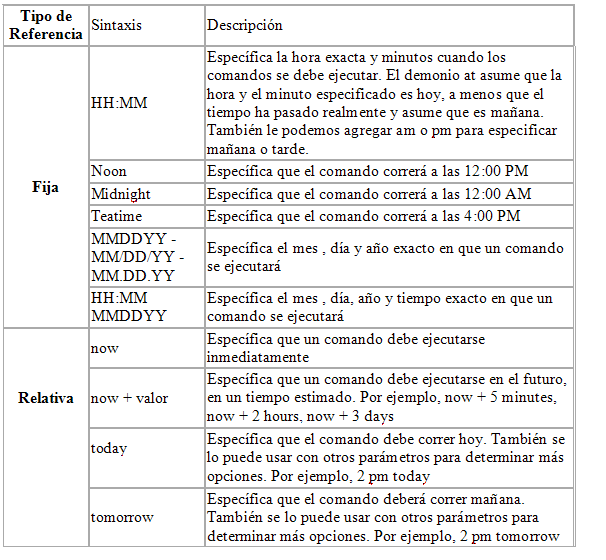 Tipo de
Referencia
Sintaxis
Descripción
Fija
HH:MM
Específica la hora exacta y minutos cuando los
comandos se debe ejecutar. El demonio at asume que la
hora y el minuto especificado es hoy, a menos que el
tiempo ha pasado realmente y asume que es mañana.
También le podemos agregar am o pm para especificar
mañana o tarde.
Noon
Específica que el comando correrá a las 12:00 PM
Midnight
Específica que el comando correrá a las 12:00 AM
Teatime
Específica que el comando correrá a las 4:00 PM
MMDDYY -
MM/DD/YY -
MM.DD.YY
Específica el mes , día y año exacto en que un comando
se ejecutará
HH:MM
MMDDYY
Específica el mes , día, año y tiempo exacto en que un
comando se ejecutará
Relativa
now
Específica que un comando debe ejecutarse
inmediatamente
now + valor
Específica que un comando debe ejecutarse en el futuro,
en un tiempo estimado. Por ejemplo, now + 5 minutes,
now + 2 hours, now + 3 days
today
Específica que el comando debe correr hoy. También se
lo puede usar con otros parámetros para determinar más
opciones. Por ejemplo, 2 pm today
tomorrow
Específica que el comando deberá correr mañana.
También se lo puede usar con otros parámetros para
determinar más opciones. Por ejemplo, 2 pm tomorrow